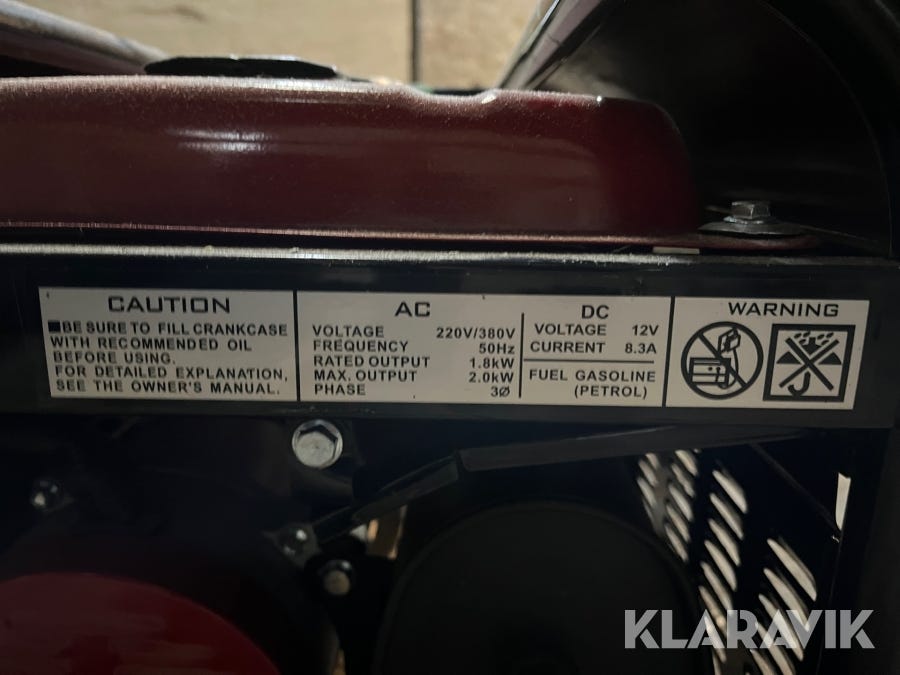 CAUTION
■BE SURE TO FILL CRANKCASE
WITH RECOMMENDED OIL
BEFORE USING.
FOR DETAILED EXPLANATION,
SEE THE OWNER'S MANUAL.
AC
VOLTAGE 220V/380V
FREQUENCY 50Hz
RATED OUTPUT 1.8kW
MAX. OUTPUT 2.0kW
PHASE 3Ø
DC
VOLTAGE 12V
CURRENT 8.3A
FUEL GASOLINE
(PETROL)
WARNING
KLARAVIK